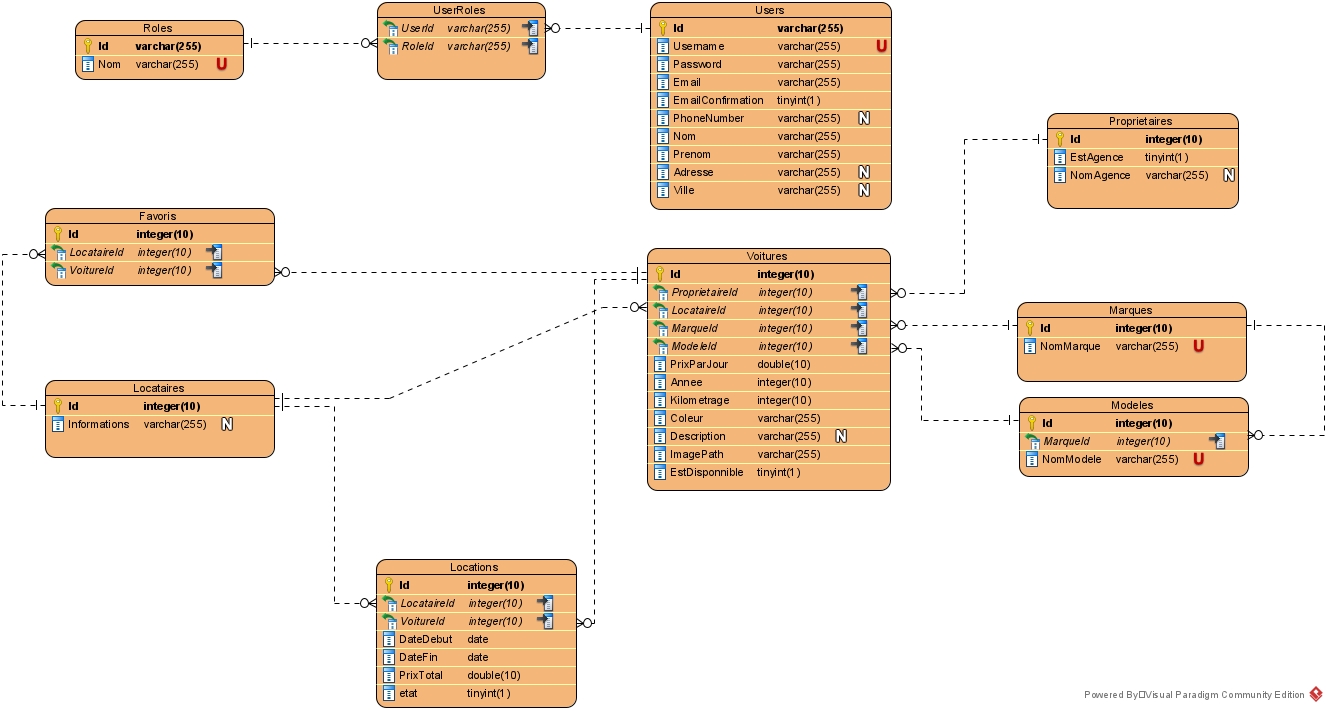 Roles
Id varchar(255)
Nom varchar(255) U
UserRoles
UserId varchar(255)
RoleId varchar(255)
Users
Id varchar(255)
Username varchar(255) U
Password varchar(255)
Email varchar(255)
EmailConfirmation tinyint(1)
PhoneNumber varchar(255) N
Nom varchar(255)
Prenom varchar(255)
Adresse varchar(255) N
Ville varchar(255) N
Proprietaires
Id integer(10)
EstAgence tinyint(1)
NomAgence varchar(255) N
Favoris
Id integer(10)
LocataireId integer(10)
VoitureId integer(10)
Voitures
Id integer(10)
ProprietaireId integer(10)
LocataireId integer(10)
MarqueId integer(10)
ModeleId integer(10)
PrixParJour double(10)
Annee integer(10)
Kilometrage integer(10)
Coleur varchar(255)
Description varchar(255) N
ImagePath varchar(255)
EstDisponnible tinyint(1)
Marques
Id integer(10)
NomMarque varchar(255) U
Locataires
Id integer(10)
Informations varchar(255) N
Modeles
Id integer(10)
MarqueId integer(10)
NomModele varchar(255) U
Locations
Id integer(10)
LocataireId integer(10)
VoitureId integer(10)
DateDebut date
DateFin date
PrixTotal double(10)
etat tinyint(1)
Powered By Visual Paradigm Community Edition